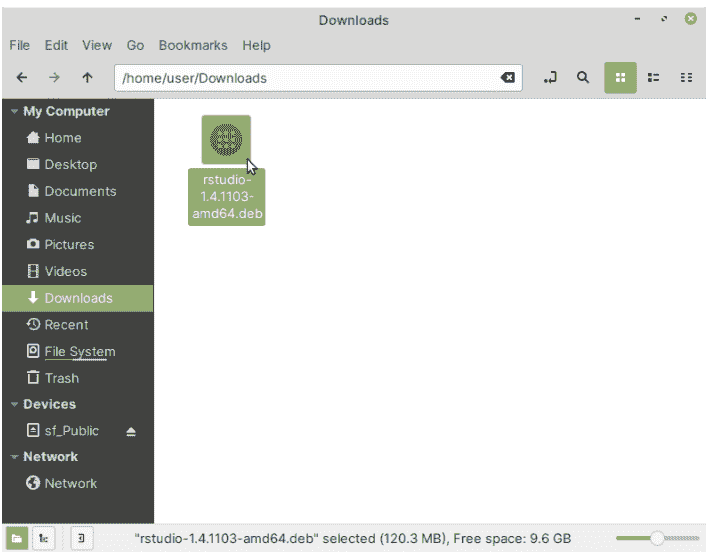 Downloads
File Edit View Go Bookmarks Help
/home/user/Downloads
My Computer
Home
Desktop
Documents
Music
Pictures
Videos
Downloads
Recent
File System
Trash
Devices
sf_Public
Network
Network
rstudio-
1.4.1103-
amd64.deb
"rstudio-1.4.1103-amd64.deb" selected (120.3 MB), Free space: 9.6 GB